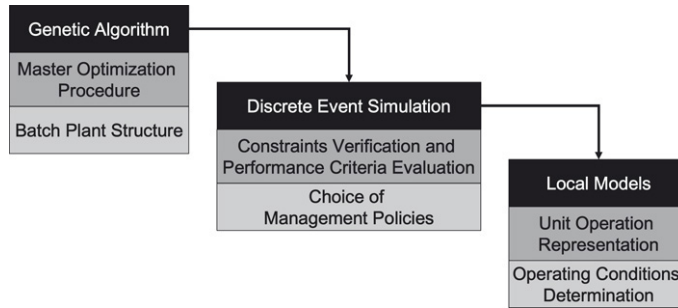 Genetic Algorithm
Master Optimization
Procedure
Batch Plant Structure
Discrete Event Simulation
Constraints Verification and
Performance Criteria Evaluation
Choice of
Management Policies
Local Models
Unit Operation
Representation
Operating Conditions
Determination